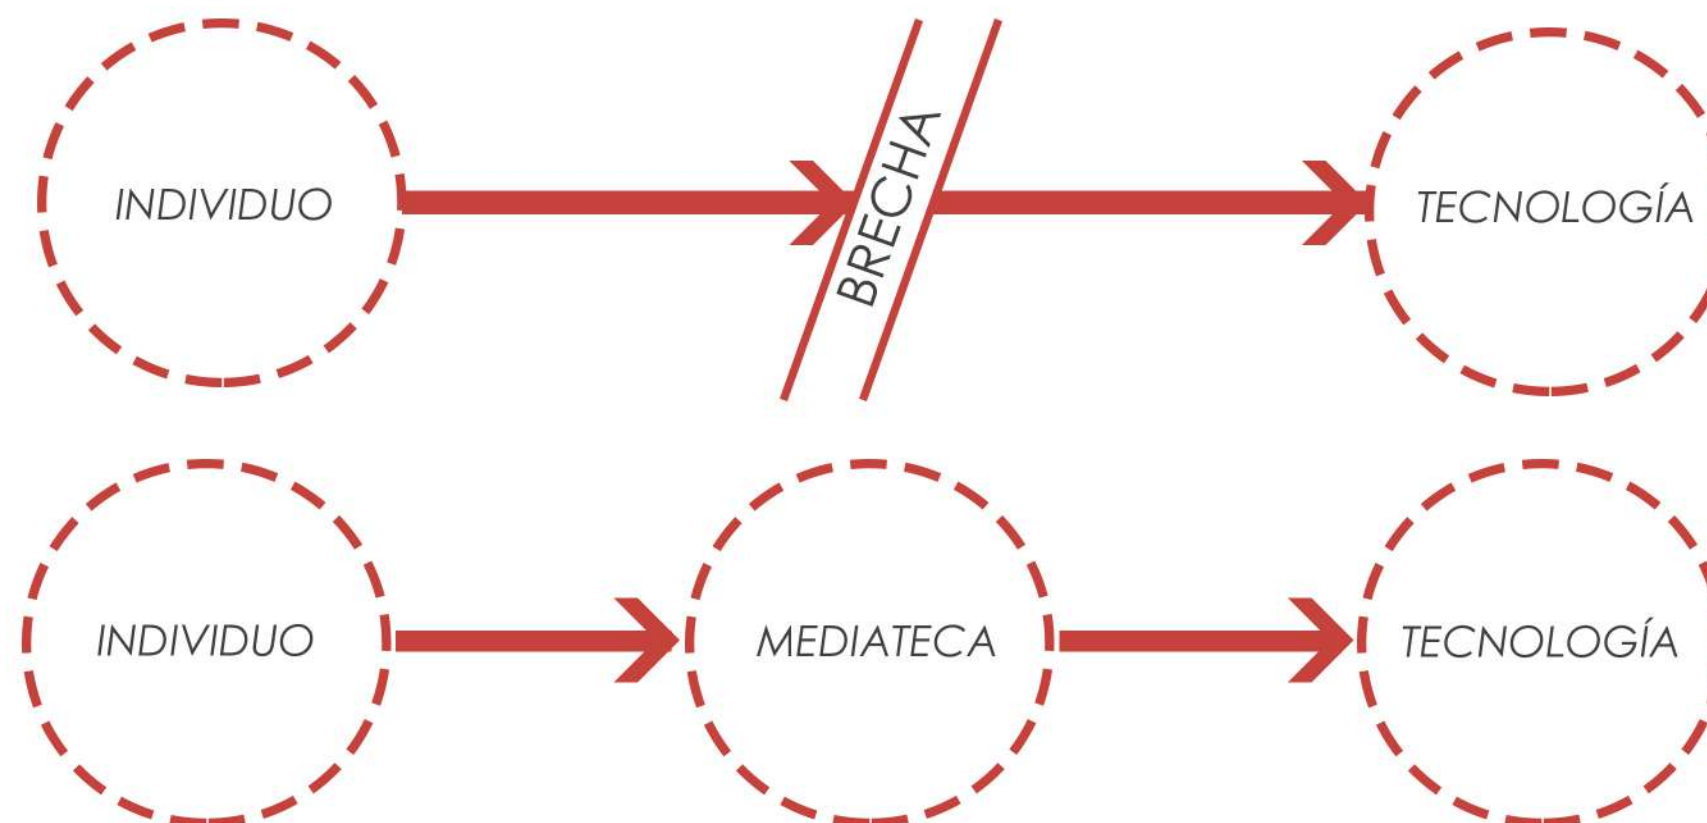 INDIVIDUO
BRECHA
TECNOLOGÍA
INDIVIDUO
MEDIATECA
TECNOLOGÍA